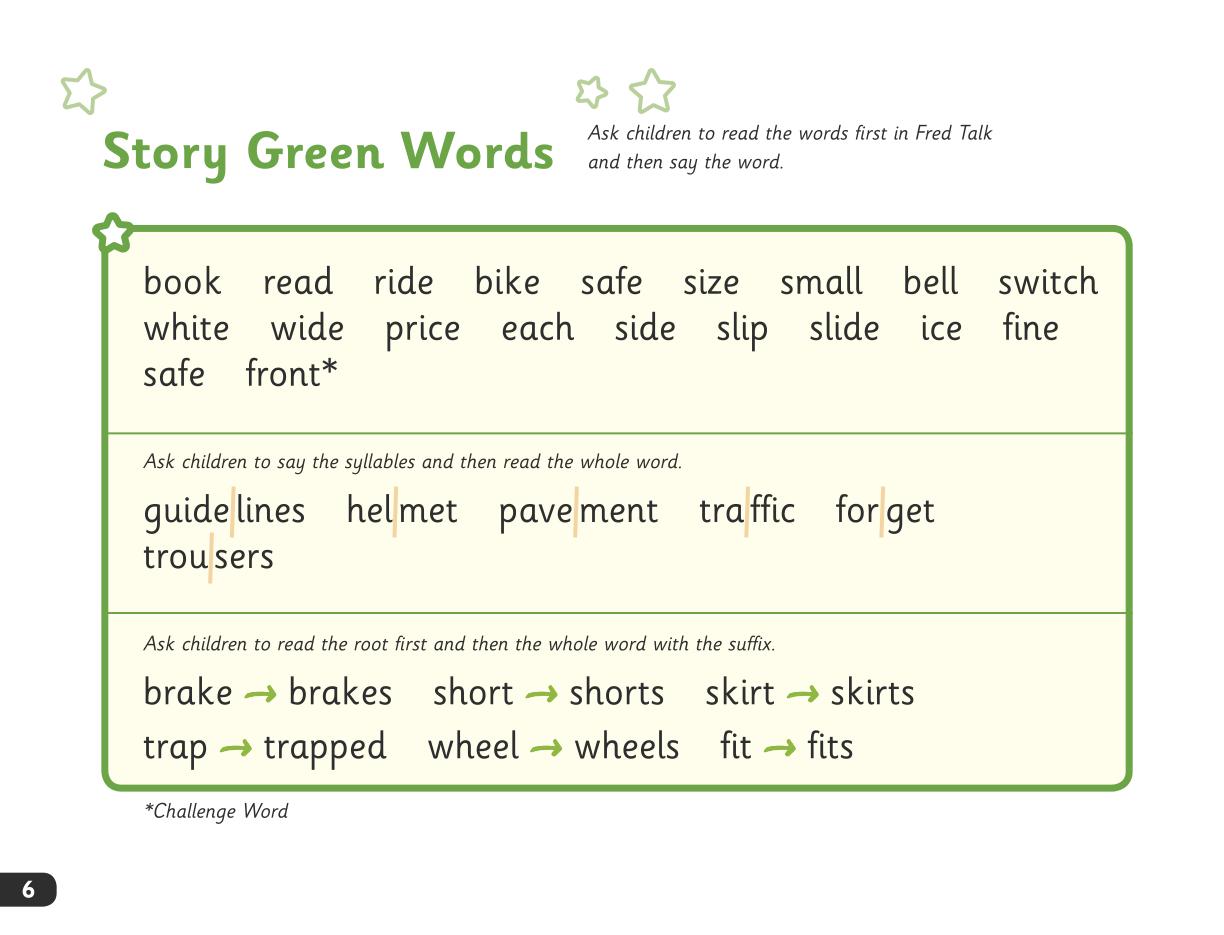 Story Green Words
Ask children to read the words first in Fred Talk
and then say the word.
book read ride bike safe size small bell switch
white wide price each side slip slide ice fine
safe front*
Ask children to say the syllables and then read the whole word.
guide|lines hel|met pave|ment tra|ffic for|get
trou|sers
Ask children to read the root first and then the whole word with the suffix.
brake → brakes short → shorts skirt → skirts
trap → trapped wheel → wheels fit → fits
*Challenge Word
6